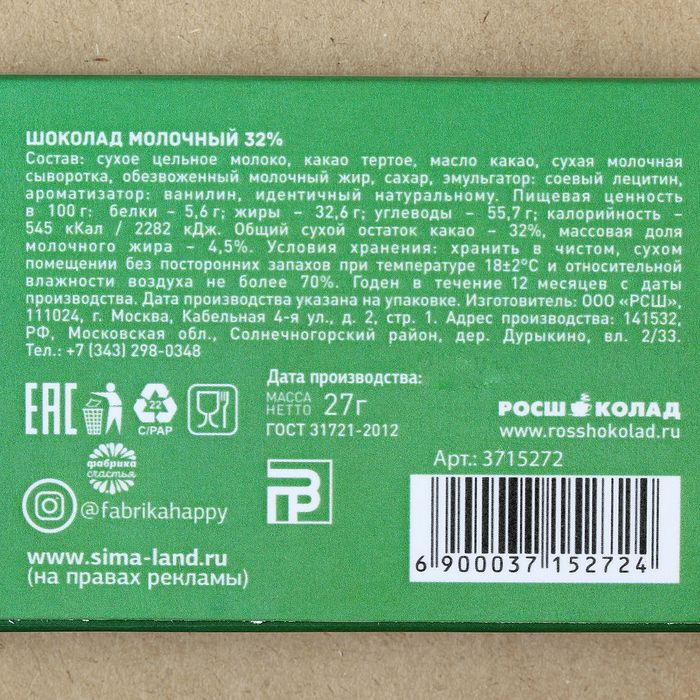 ШОКОЛАД МОЛОЧНЫЙ 32%
Состав: сухое цельное молоко, какао тертое, масло какао, сухая молочная
сыворотка, обезвоженный молочный жир, сахар, эмульгатор: соевый лецитин,
ароматизатор: ванилин, идентичный натуральному. Пищевая ценность
в 100 г: белки – 5,6 г; жиры – 32,6 г; углеводы – 55,7 г; калорийность –
545 кКал / 2282 кДж. Общий сухой остаток какао – 32%, массовая доля
молочного жира – 4,5%. Условия хранения: хранить в чистом, сухом
помещении без посторонних запахов при температуре 18±2°С и относительной
влажности воздуха не более 70%. Годен в течение 12 месяцев с даты
производства. Дата производства указана на упаковке. Изготовитель: ООО «РСШ»,
111024, г. Москва, Кабельная 4-я ул., д. 2, стр. 1. Адрес производства: 141532,
РФ, Московская обл., Солнечногорский район, дер. Дурыкино, вл. 2/33.
Тел.: +7 (343) 298-0348
Дата производства:
EAC
22
C/PAP
МАССА
НЕТТО 27г
ГОСТ 31721-2012
РОСШОКОЛАД
www.rosshokolad.ru
фабрика
счастья
@fabrikahappy
РСТ
Арт.: 3715272
6 900037 152724
www.sima-land.ru
(на правах рекламы)